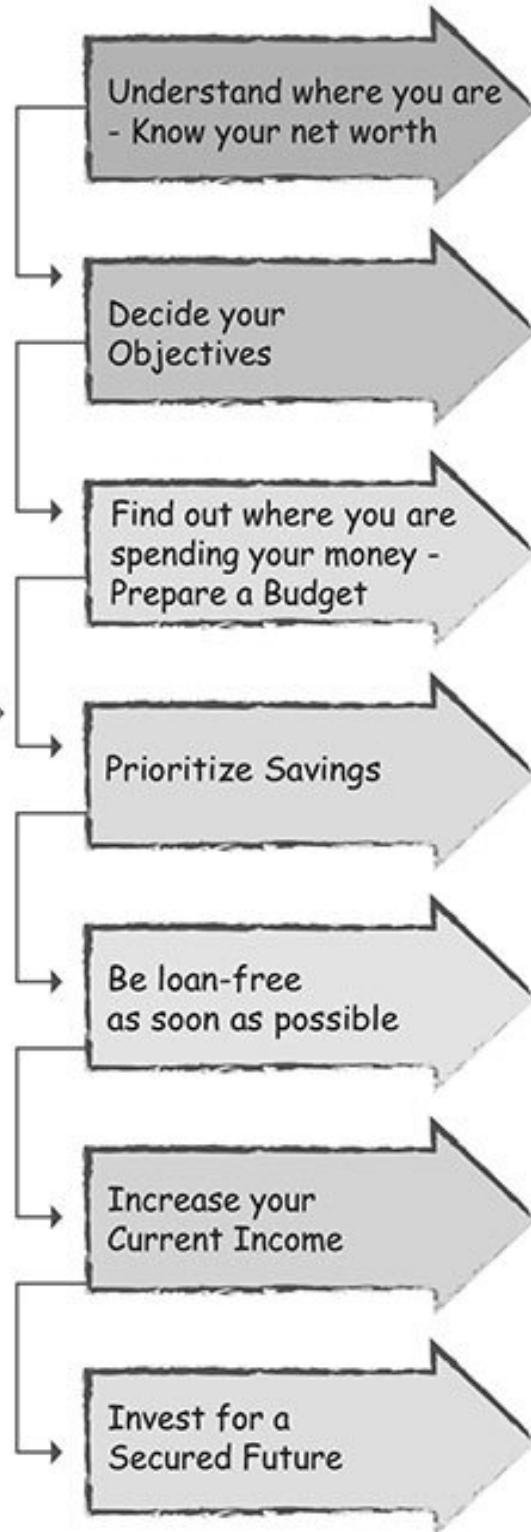 Understand where you are
- Know your net worth
Decide your
Objectives
Find out where you are
spending your money -
Prepare a Budget
Prioritize Savings
Be loan-free
as soon as possible
Increase your
Current Income
Invest for a
Secured Future